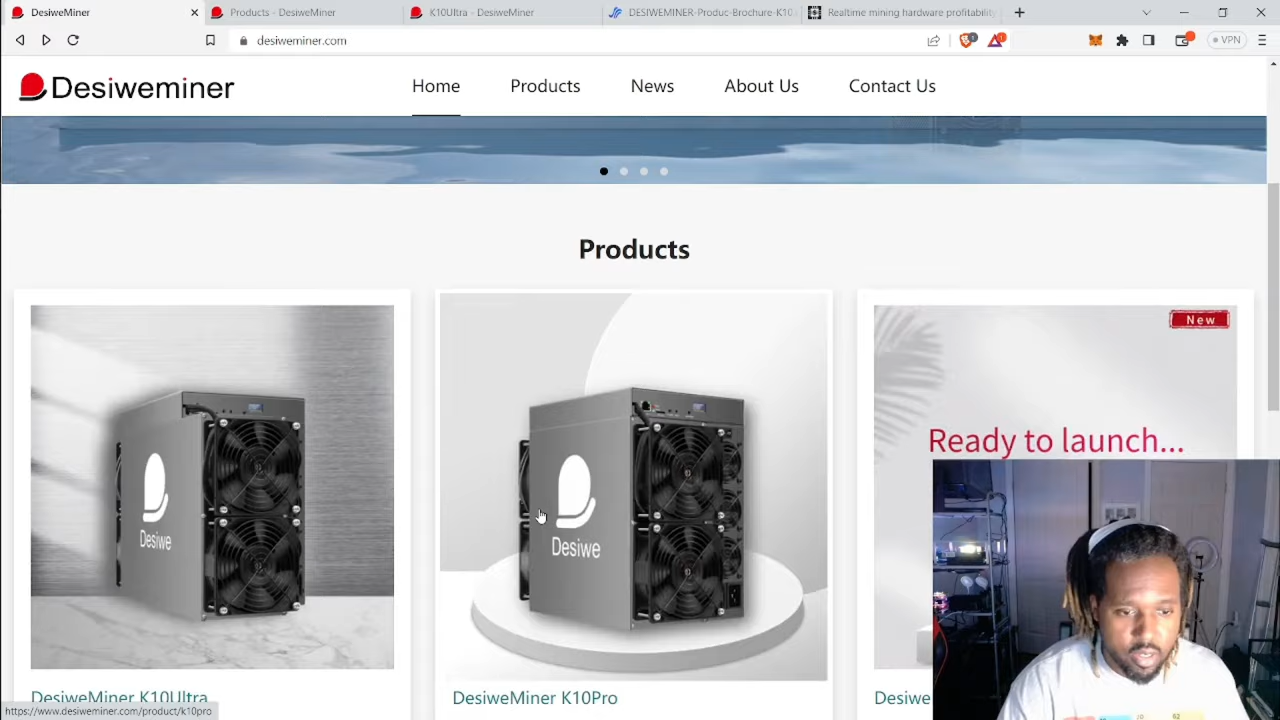 DesiweMiner
Products - DesiweMiner
K10Ultra - DesiweMiner
DESIWEMINER-Produc-Brochure-K10
Realtime mining hardware profitability
desiweminer.com
VPN
Desiweminer
Home
Products
News
About Us
Contact Us
Products
New
Ready to launch...
Desiwe
Desiwe
DesiweMiner K10Ultra
DesiweMiner K10Pro
Desiwe
https://www.desiweminer.com/product/k10pro